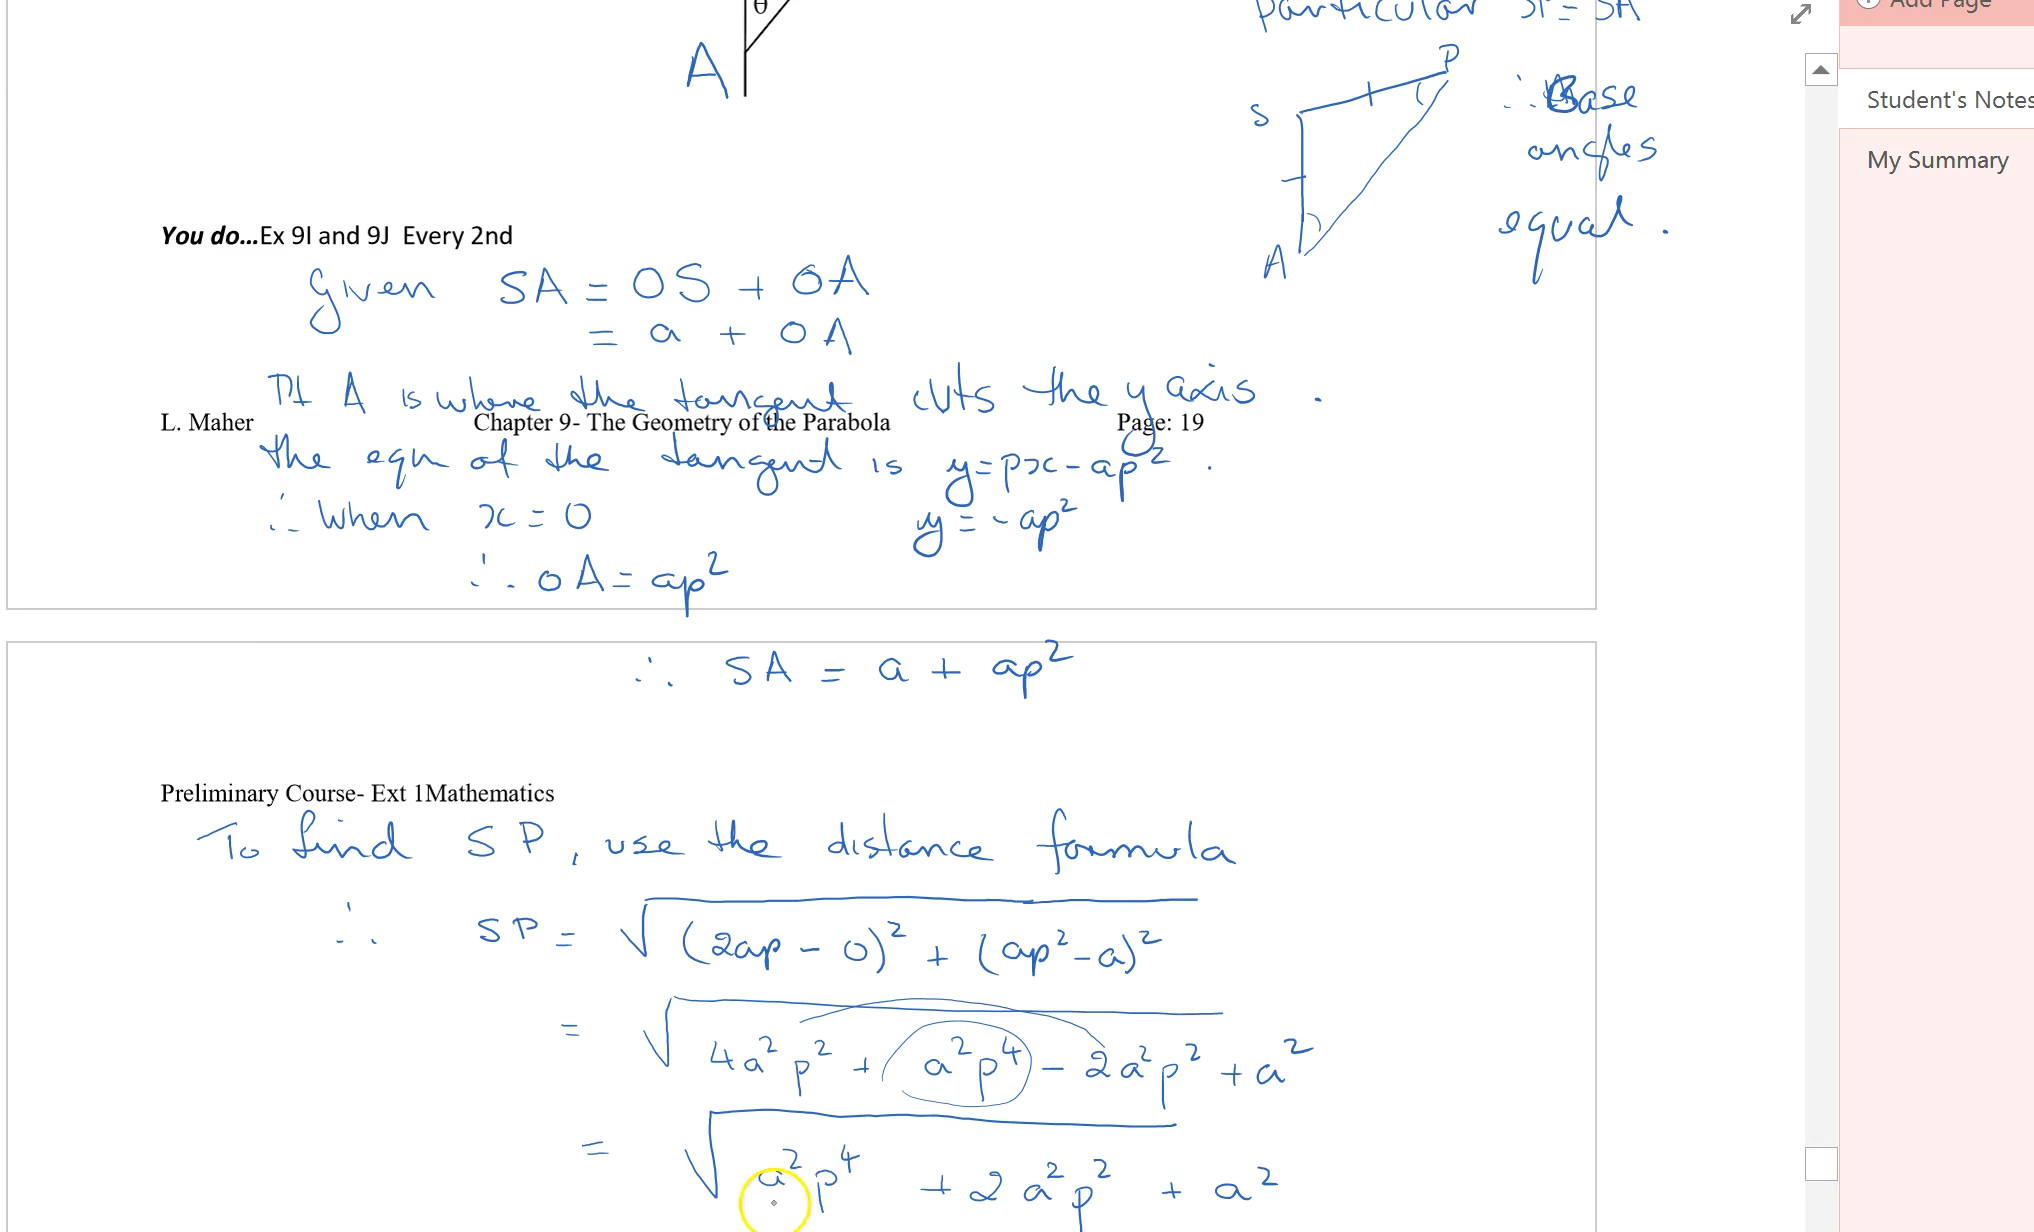 θ
A
particular SP = SA
P
S
A
∴ Base
angles
equal.
You do...Ex 9I and 9J Every 2nd
Given SA = OS + OA
= a + OA
Pt A is where the tangent cuts the y axis.
L. Maher Chapter 9- The Geometry of the Parabola Page: 19
the eqn of the tangent is y = px - ap².
∴ when x = 0 y = -ap²
∴ OA = ap²
∴ SA = a + ap²
Preliminary Course- Ext 1Mathematics
To find SP, use the distance formula
∴ SP = √(2ap - 0)² + (ap² - a)²
= √4a²p² + a²p⁴ - 2a²p² + a²
= √a²p⁴ + 2a²p² + a²
Add Page
Student's Notes
My Summary